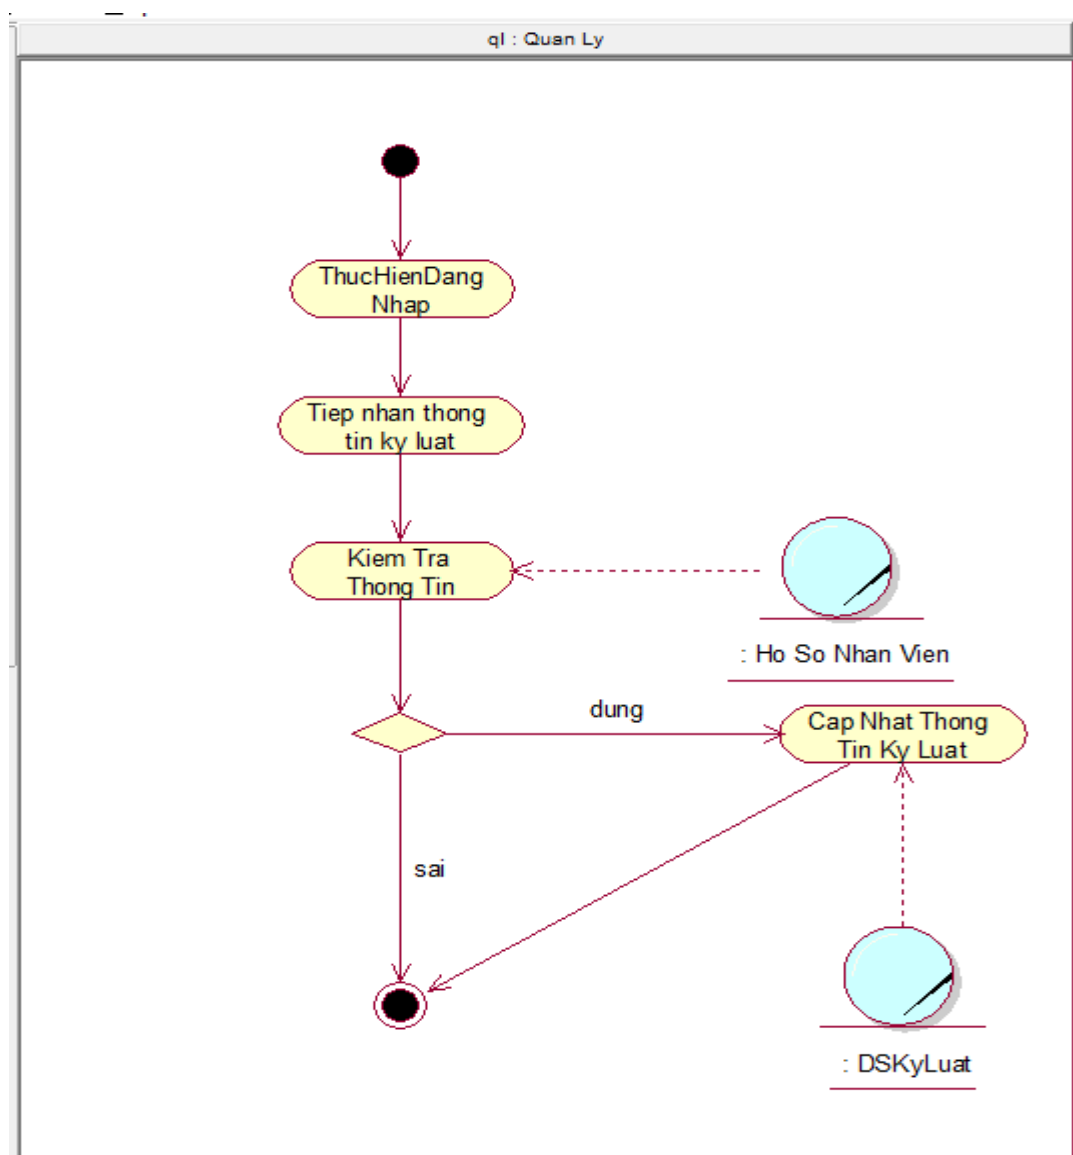 ql : Quan Ly
ThucHienDang
Nhap
Tiep nhan thong
tin ky luat
Kiem Tra
Thong Tin
: Ho So Nhan Vien
dung
Cap Nhat Thong
Tin Ky Luat
sai
: DSKyLuat